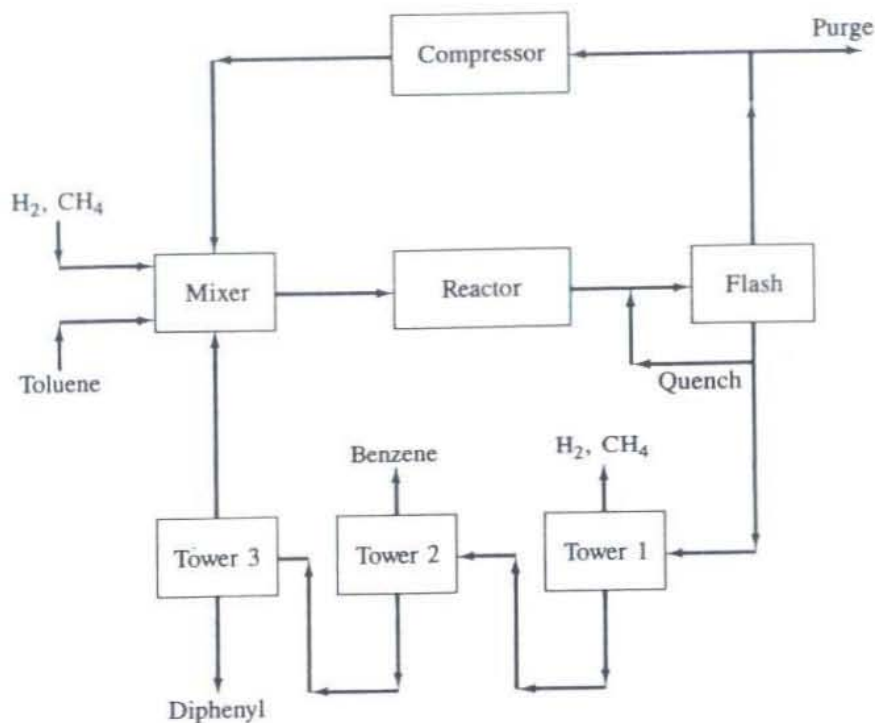 Purge
Compressor
H₂, CH₄
Mixer
Reactor
Flash
Toluene
Quench
Benzene
H₂, CH₄
Tower 3
Tower 2
Tower 1
Diphenyl